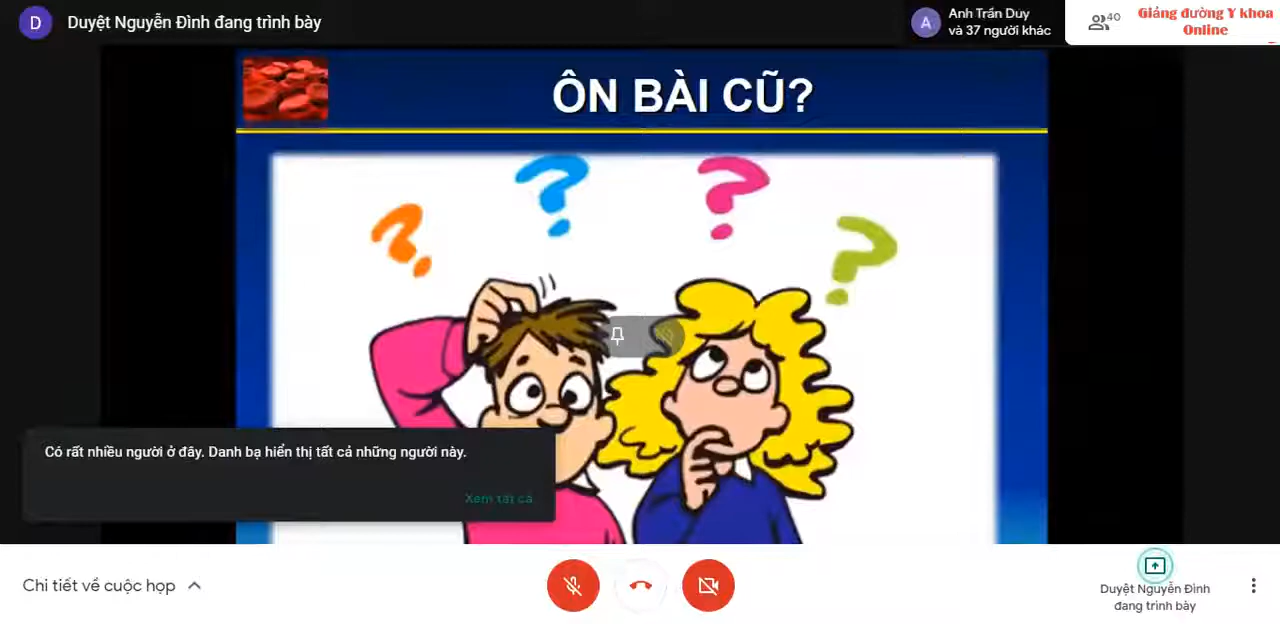 D
Duyệt Nguyễn Đình đang trình bày
A
Anh Trần Duy
và 37 người khác
40
Giảng đường Y khoa
Online
ÔN BÀI CŨ?
Có rất nhiều người ở đây. Danh bạ hiển thị tất cả những người này.
Xem tất cả
Chi tiết về cuộc họp
Duyệt Nguyễn Đình
đang trình bày